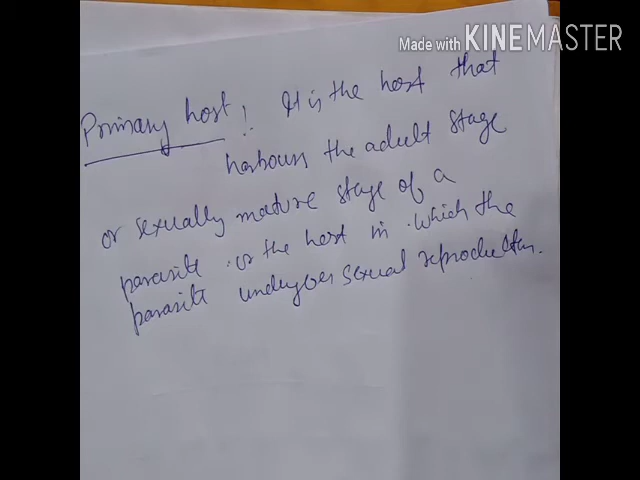 Made with KINEMASTER
Primary host: It is the host that
harbours the adult stage
or sexually mature stage of a
parasite or the host in which the
parasite undergoes sexual reproduction.